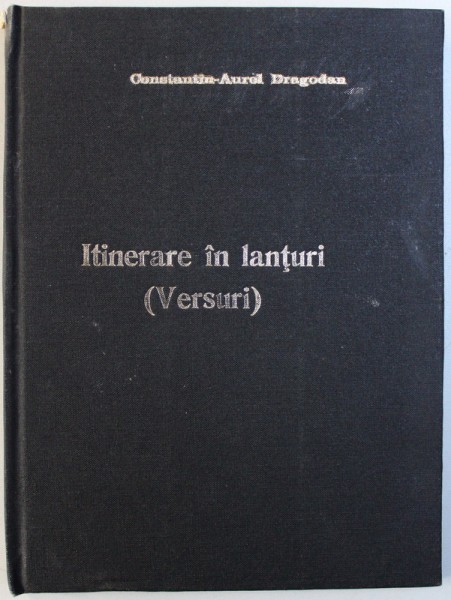 Constantin-Aurel Dragodan
Itinerare în lanţuri
(Versuri)